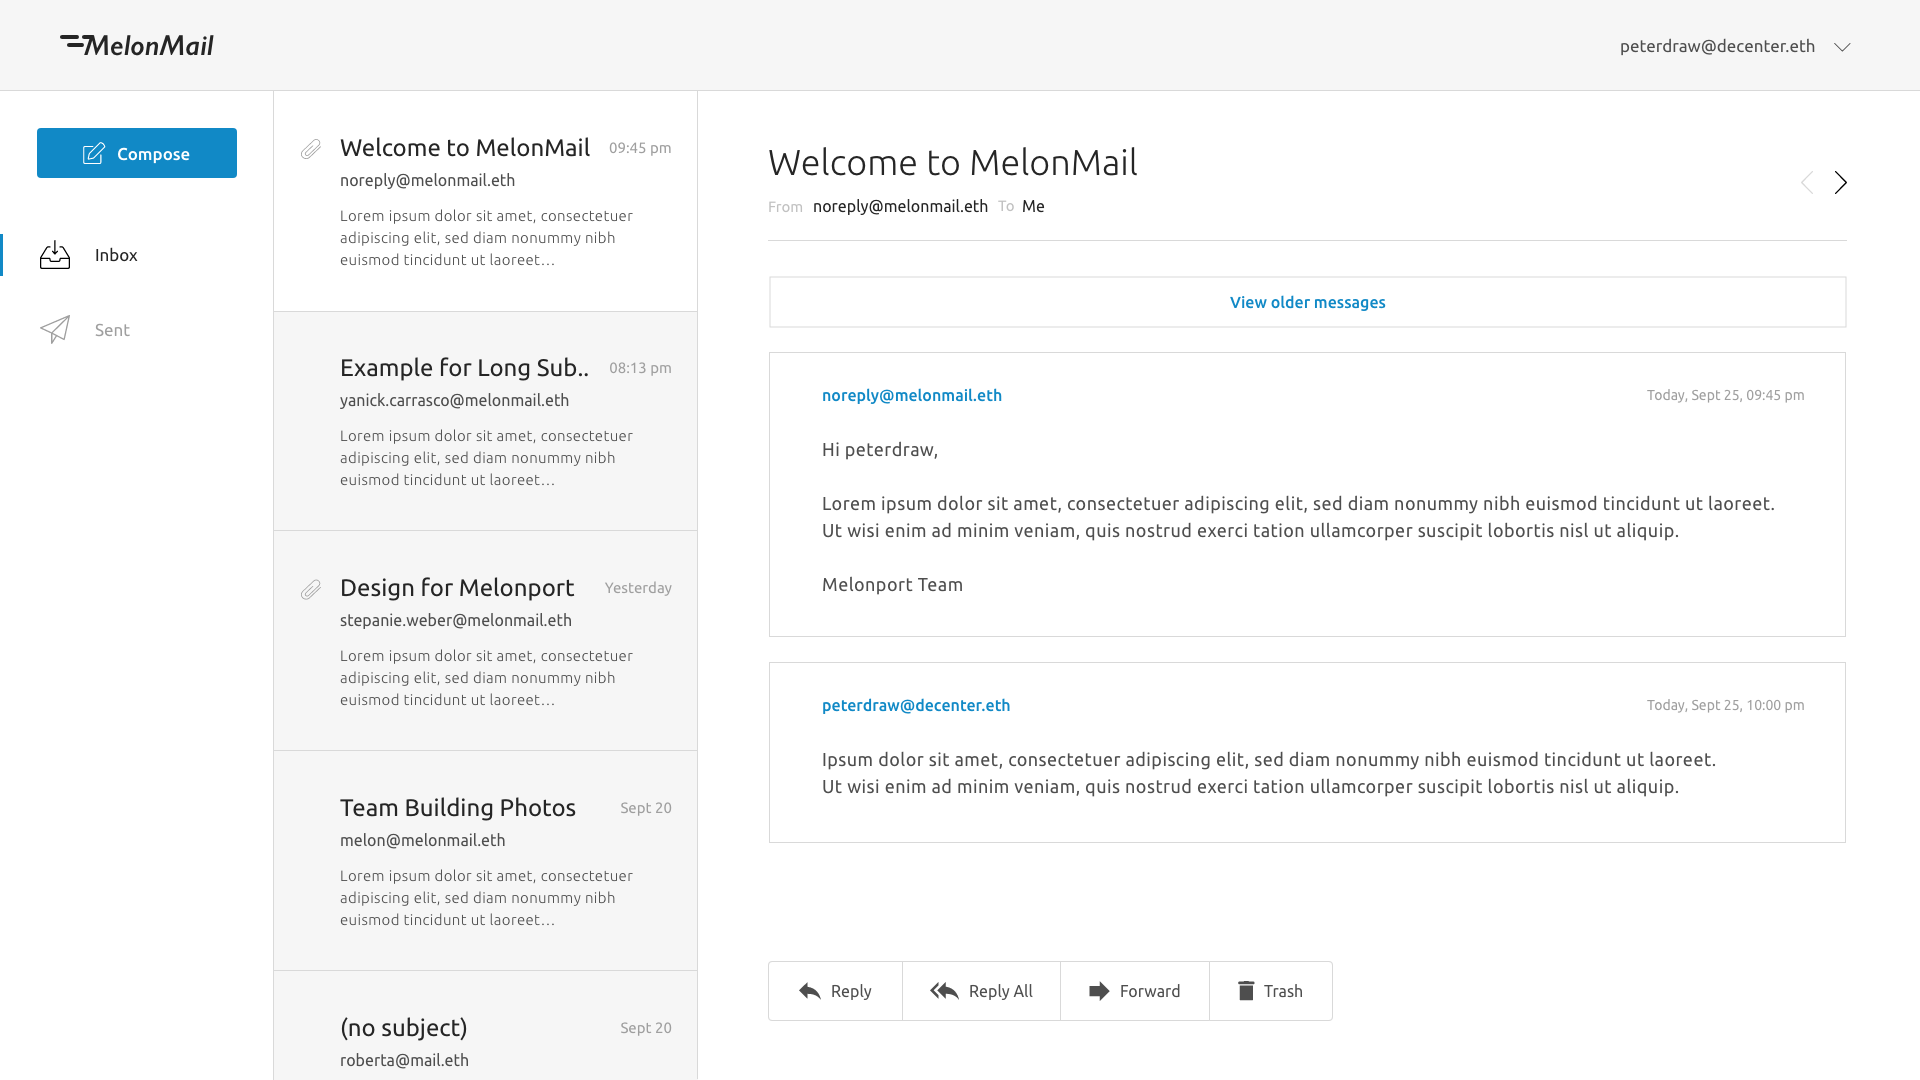 MelonMail
peterdraw@decenter.eth
Compose
Inbox
Sent
Welcome to MelonMail 09:45 pm
noreply@melonmail.eth
Lorem ipsum dolor sit amet, consectetuer
adipiscing elit, sed diam nonummy nibh
euismod tincidunt ut laoreet...
Example for Long Sub.. 08:13 pm
yanick.carrasco@melonmail.eth
Lorem ipsum dolor sit amet, consectetuer
adipiscing elit, sed diam nonummy nibh
euismod tincidunt ut laoreet...
Design for Melonport Yesterday
stepanie.weber@melonmail.eth
Lorem ipsum dolor sit amet, consectetuer
adipiscing elit, sed diam nonummy nibh
euismod tincidunt ut laoreet...
Team Building Photos Sept 20
melon@melonmail.eth
Lorem ipsum dolor sit amet, consectetuer
adipiscing elit, sed diam nonummy nibh
euismod tincidunt ut laoreet...
(no subject) Sept 20
roberta@mail.eth
Welcome to MelonMail
From noreply@melonmail.eth To Me
View older messages
noreply@melonmail.eth Today, Sept 25, 09:45 pm
Hi peterdraw,
Lorem ipsum dolor sit amet, consectetuer adipiscing elit, sed diam nonummy nibh euismod tincidunt ut laoreet.
Ut wisi enim ad minim veniam, quis nostrud exerci tation ullamcorper suscipit lobortis nisl ut aliquip.
Melonport Team
peterdraw@decenter.eth Today, Sept 25, 10:00 pm
Ipsum dolor sit amet, consectetuer adipiscing elit, sed diam nonummy nibh euismod tincidunt ut laoreet.
Ut wisi enim ad minim veniam, quis nostrud exerci tation ullamcorper suscipit lobortis nisl ut aliquip.
Reply Reply All Forward Trash